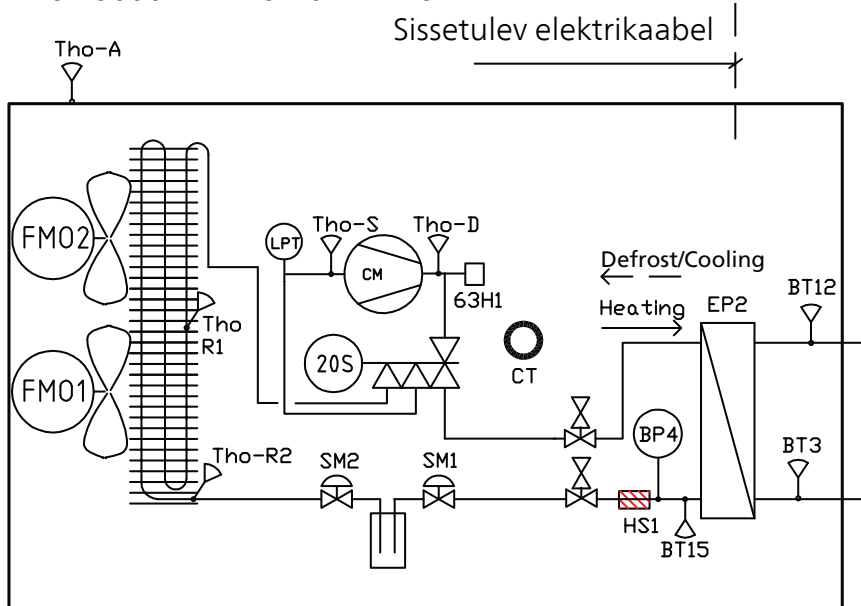 Sissetulev elektrikaabel
Tho-A
FM02
LPT
Tho-S
Tho-D
CM
63H1
Defrost/Cooling
Heating
EP2
BT12
Tho
R1
20S
CT
FM01
BP4
BT3
Tho-R2
SM2
SM1
HS1
BT15